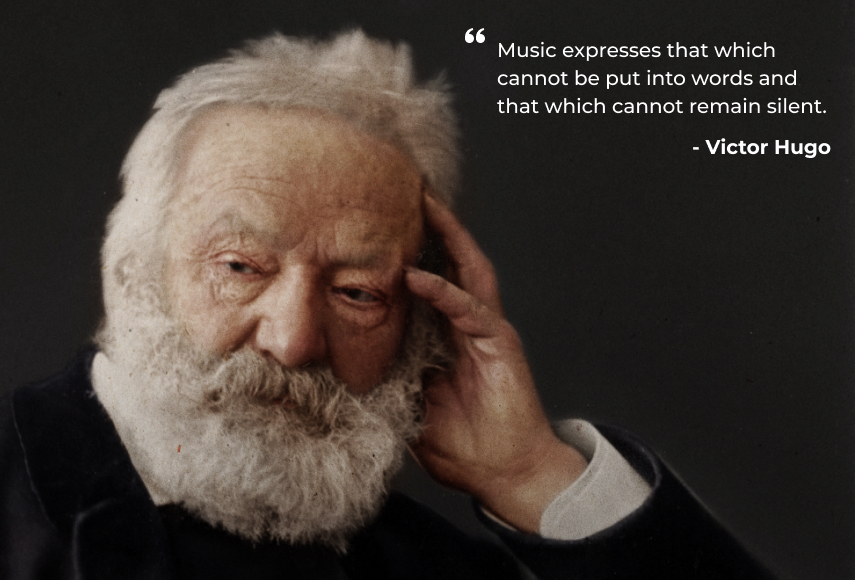 “ Music expresses that which
cannot be put into words and
that which cannot remain silent.
- Victor Hugo